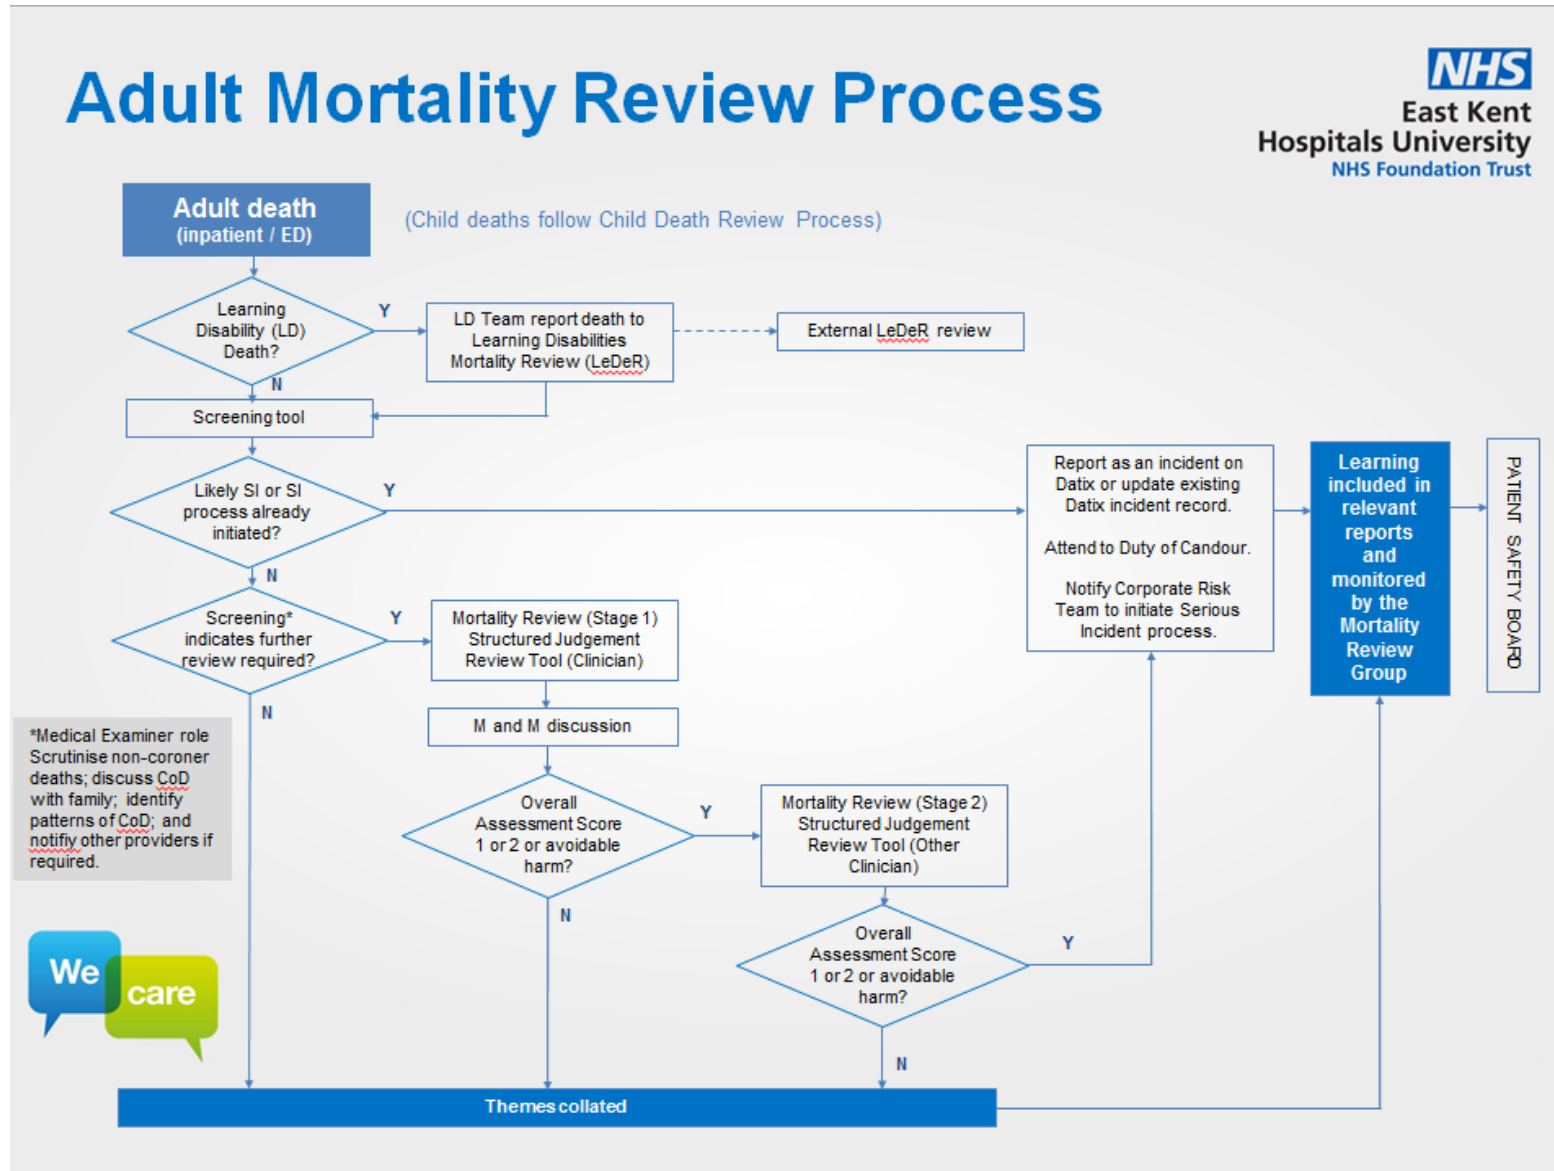 Adult Mortality Review Process
NHS
East Kent
Hospitals University
NHS Foundation Trust
Adult death
(inpatient / ED)
(Child deaths follow Child Death Review Process)
Learning
Disability (LD)
Death?
Y
N
LD Team report death to
Learning Disabilities
Mortality Review (LeDeR)
External LeDeR review
Screening tool
Likely SI or SI
process already
initiated?
Y
N
Report as an incident on
Datix or update existing
Datix incident record.
Attend to Duty of Candour.
Notify Corporate Risk
Team to initiate Serious
Incident process.
Learning
included in
relevant
reports
and
monitored
by the
Mortality
Review
Group
PATIENT SAFETY BOARD
Screening*
indicates further
review required?
Y
N
Mortality Review (Stage 1)
Structured Judgement
Review Tool (Clinician)
M and M discussion
*Medical Examiner role
Scrutinise non-coroner
deaths; discuss CoD
with family; identify
patterns of CoD; and
notifiy other providers if
required.
Overall
Assessment Score
1 or 2 or avoidable
harm?
Y
N
Mortality Review (Stage 2)
Structured Judgement
Review Tool (Other
Clinician)
Overall
Assessment Score
1 or 2 or avoidable
harm?
Y
N
We
care
Themes collated